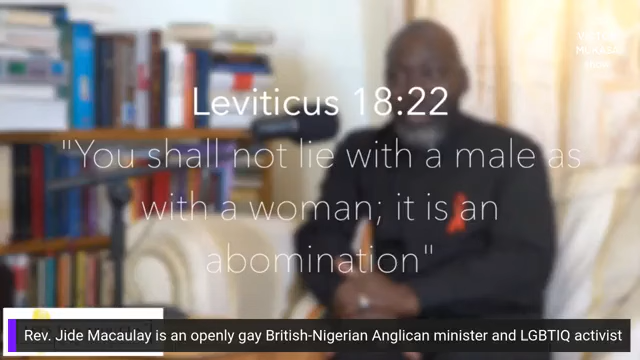 Leviticus 18:22
"You shall not lie with a male as
with a woman; it is an
abomination"
Rev. Jide Macaulay is an openly gay British-Nigerian Anglican minister and LGBTIQ activist